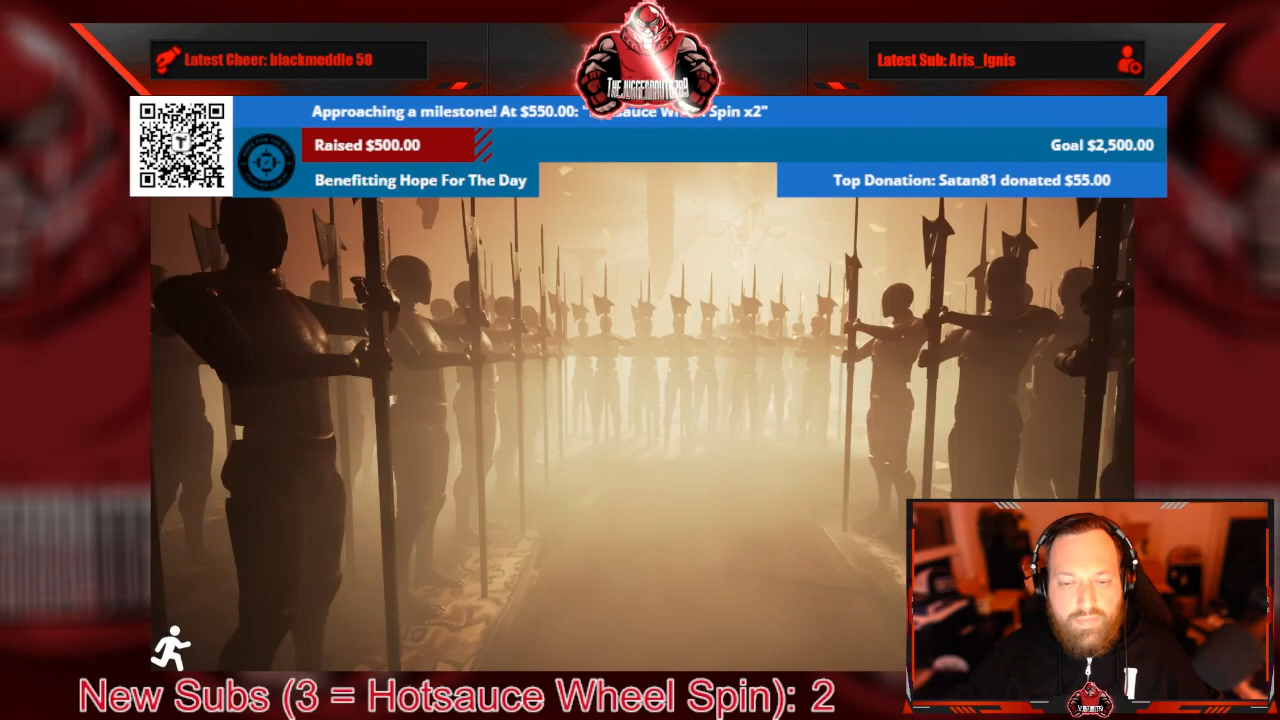 Latest Cheer: blackmeddle 50
Latest Sub: Aris_Ignis
Approaching a milestone! At $550.00: " sauce Spin x2"
Raised $500.00
Goal $2,500.00
Benefitting Hope For The Day
Top Donation: Satan81 donated $55.00
New Subs (3 = Hotsauce Wheel Spin): 2